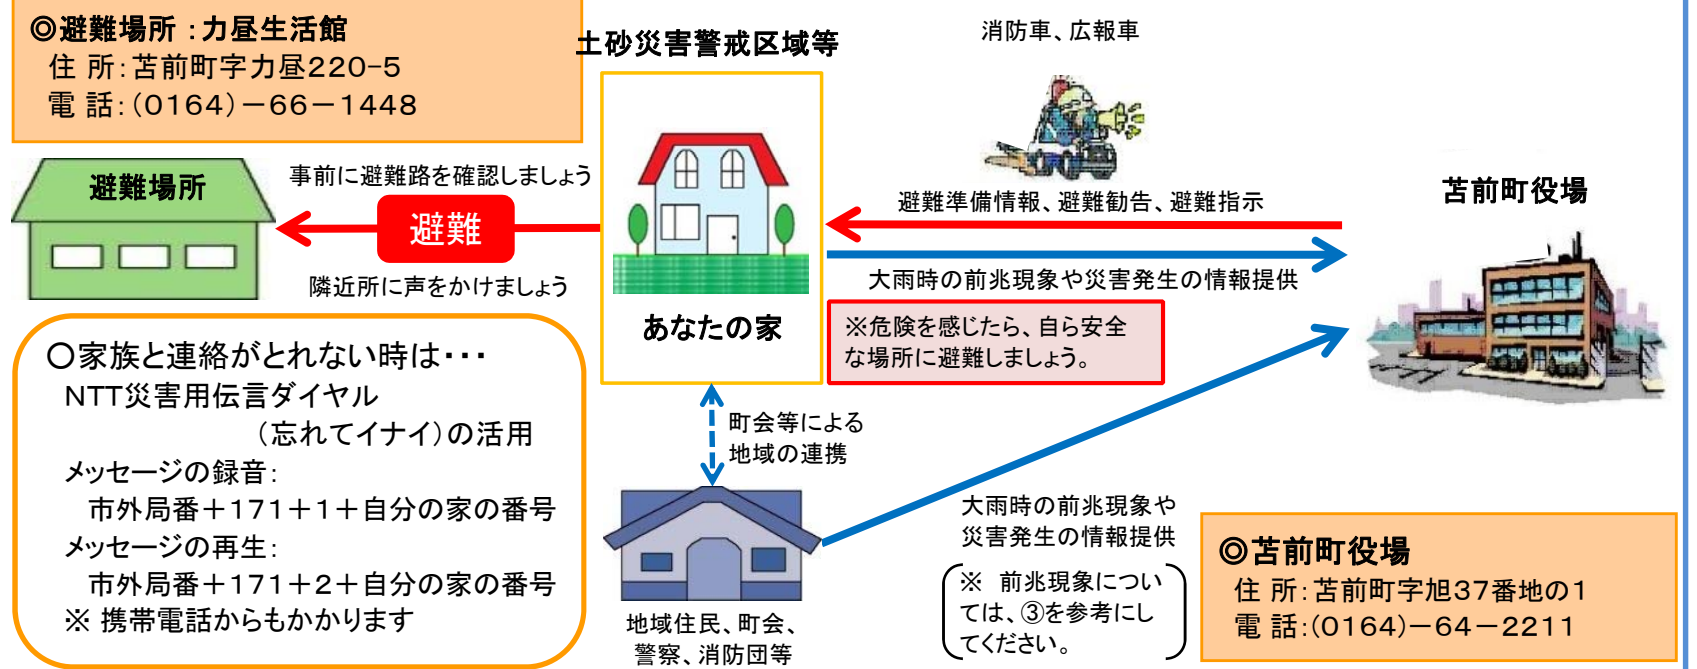 ◎避難場所：力昼生活館
住 所：苫前町字力昼220-5
電 話：(0164)－66－1448
土砂災害警戒区域等
消防車、広報車
避難場所
事前に避難路を確認しましょう
避難
隣近所に声をかけましょう
あなたの家
避難準備情報、避難勧告、避難指示
大雨時の前兆現象や災害発生の情報提供
苫前町役場
※危険を感じたら、自ら安全
な場所に避難しましょう。
○家族と連絡がとれない時は・・・
NTT災害用伝言ダイヤル
（忘れてイナイ）の活用
メッセージの録音：
市外局番＋171＋1＋自分の家の番号
メッセージの再生：
市外局番＋171＋2＋自分の家の番号
※ 携帯電話からもかかります
町会等による
地域の連携
地域住民、町会、
警察、消防団等
大雨時の前兆現象や
災害発生の情報提供
※ 前兆現象につい
ては、③を参考にし
てください。
◎苫前町役場
住 所：苫前町字旭37番地の1
電 話：(0164)－64－2211